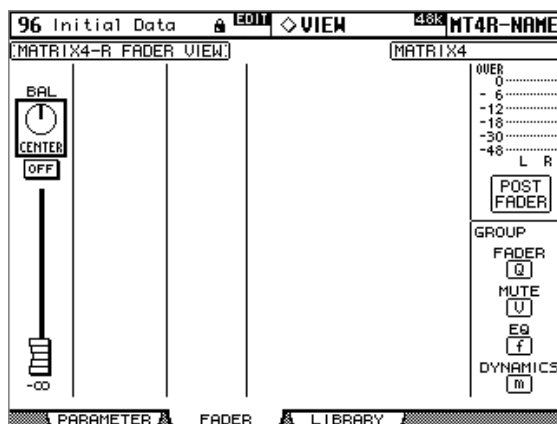 96 Initial Data EDIT VIEW 48k MT4R-NAME
MATRIX4-R FADER VIEW
MATRIX4
BAL
CENTER
OFF
-∞
OVER
0
- 6
-12
-18
-30
-48
L R
POST
FADER
GROUP
FADER
Q
MUTE
V
EQ
f
DYNAMICS
m
PARAMETER FADER LIBRARY